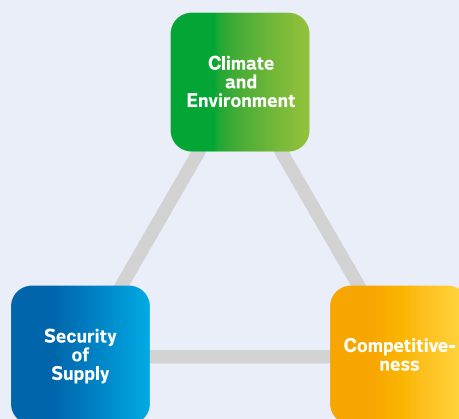 Climate
and
Environment
Security
of
Supply
Competitive-
ness